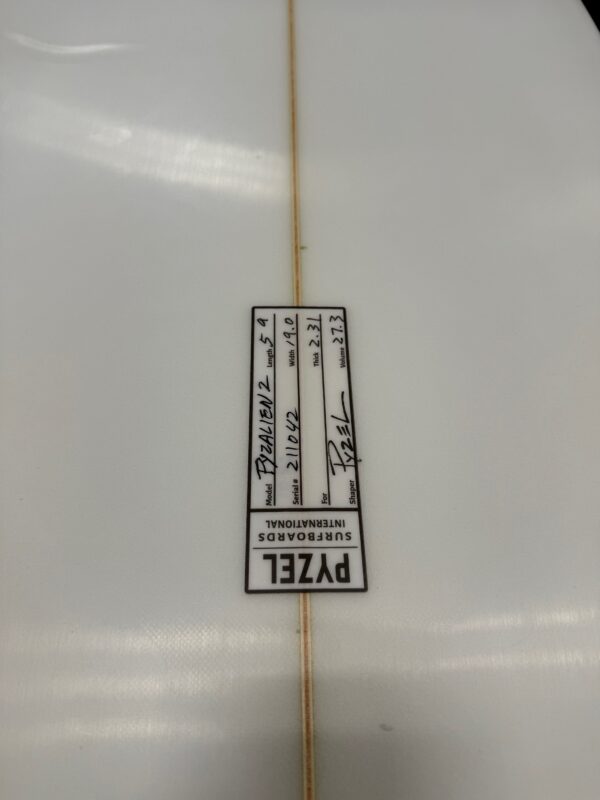 PYZEL
SURFBOARDS
INTERNATIONAL
Model PYZALIEN 2 Length 5 9
Serial # 211042 Width 19.0
For Thick 2.31
Shaper PYZEL Volume 27.3